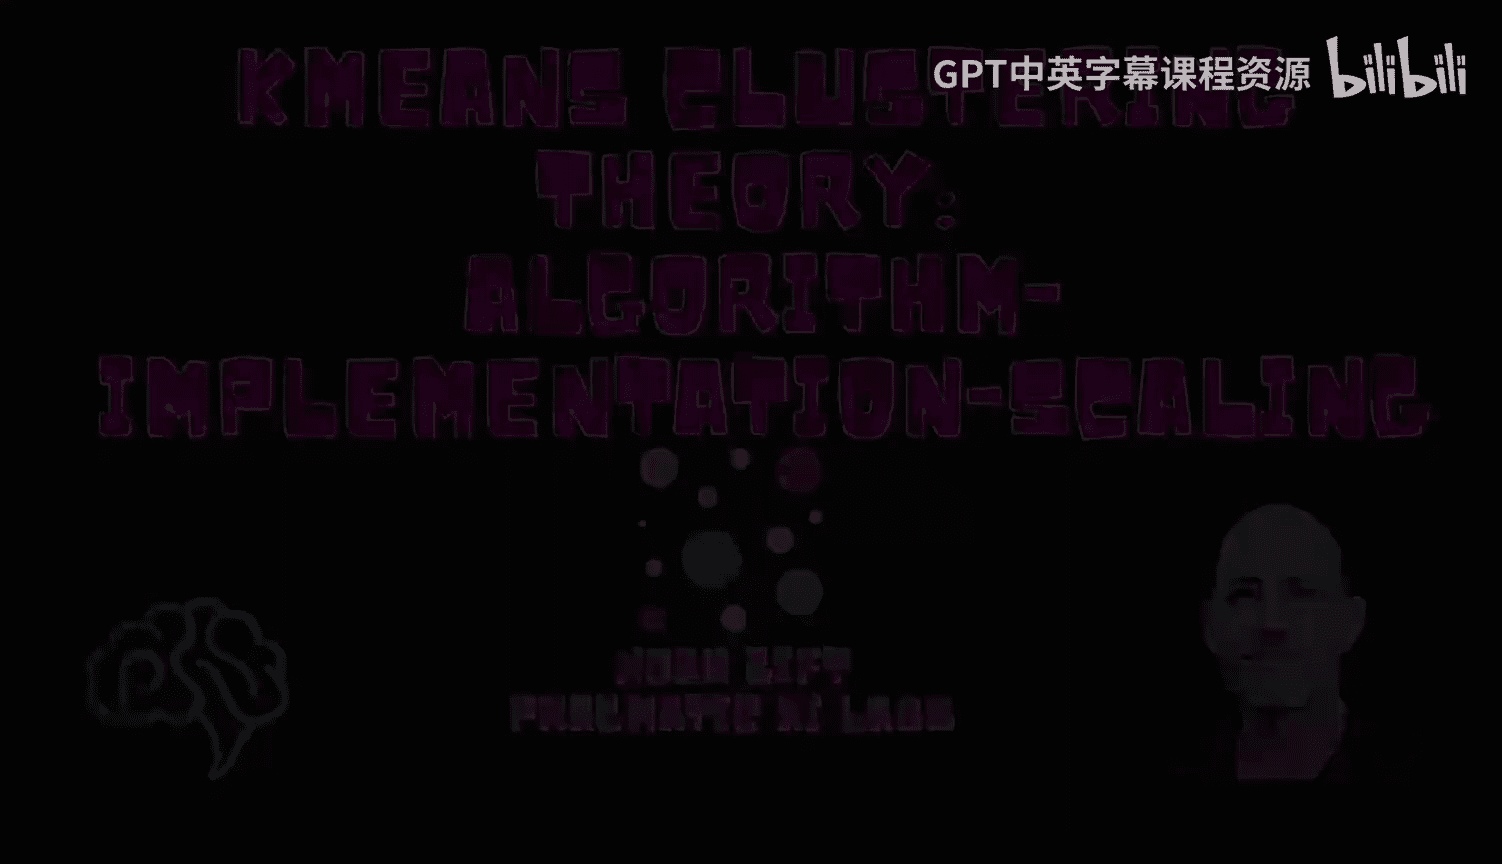 KMEANS CLUSTERING
THEORY:
ALGORITHM-
IMPLEMENTATION-SCALING
GPT中英字幕课程资源 bilibili
NOAH GIFT
PRAGMATIC AI LABS